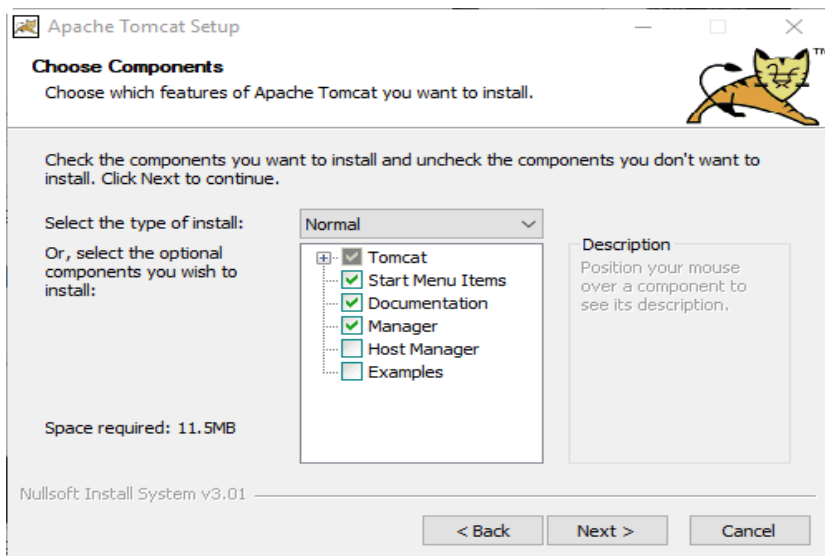 Apache Tomcat Setup
TM
Choose Components
Choose which features of Apache Tomcat you want to install.
Check the components you want to install and uncheck the components you don't want to
install. Click Next to continue.
Select the type of install:
Normal
Or, select the optional
components you wish to
install:
Tomcat
Start Menu Items
Documentation
Manager
Host Manager
Examples
Description
Position your mouse
over a component to
see its description.
Space required: 11.5MB
Nullsoft Install System v3.01
< Back
Next >
Cancel